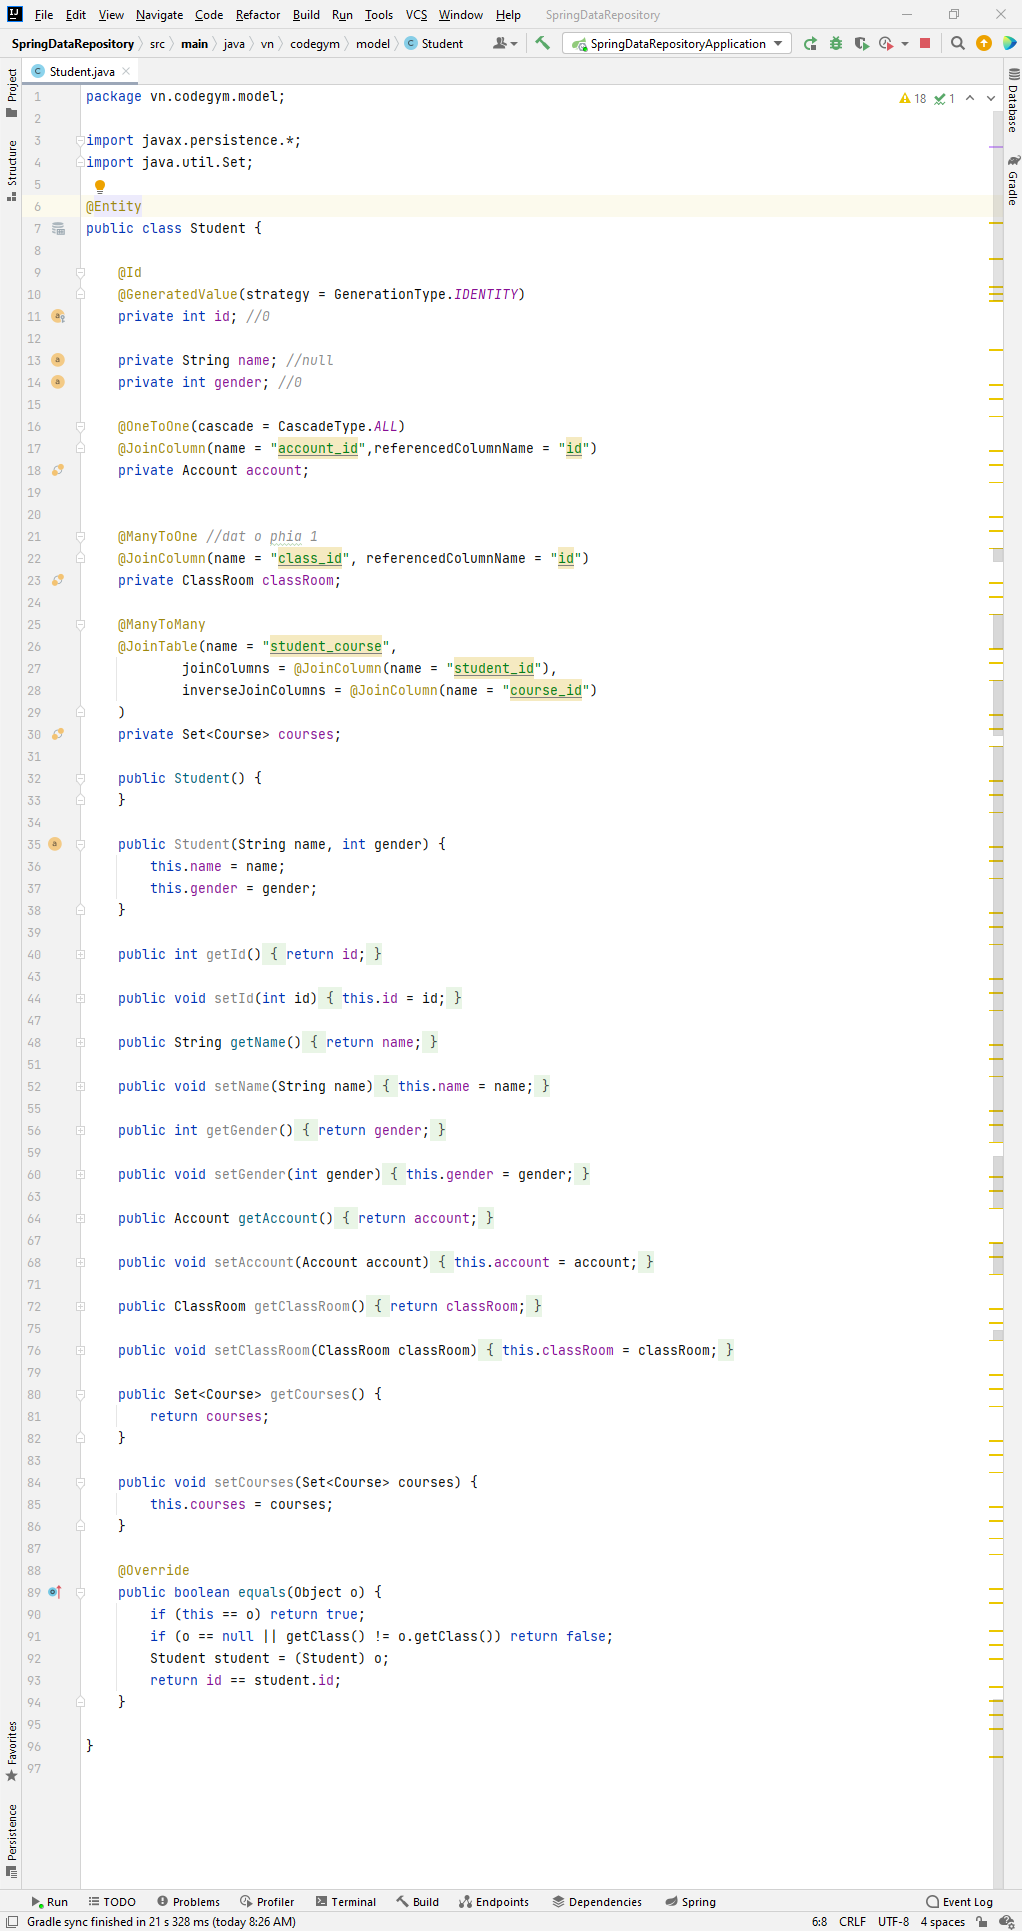 File Edit View Navigate Code Refactor Build Run Tools VCS Window Help SpringDataRepository
SpringDataRepository src main java vn codegym model Student SpringDataRepositoryApplication
Project
Structure
Favorites
Persistence
Database
Gradle
Student.java
18 1
1 package vn.codegym.model;
2
3 import javax.persistence.*;
4 import java.util.Set;
5
6 @Entity
7 public class Student {
8
9 @Id
10 @GeneratedValue(strategy = GenerationType.IDENTITY)
11 private int id; //0
12
13 private String name; //null
14 private int gender; //0
15
16 @OneToOne(cascade = CascadeType.ALL)
17 @JoinColumn(name = "account_id",referencedColumnName = "id")
18 private Account account;
19
20
21 @ManyToOne //dat o phia 1
22 @JoinColumn(name = "class_id", referencedColumnName = "id")
23 private ClassRoom classRoom;
24
25 @ManyToMany
26 @JoinTable(name = "student_course",
27 joinColumns = @JoinColumn(name = "student_id"),
28 inverseJoinColumns = @JoinColumn(name = "course_id")
29 )
30 private Set<Course> courses;
31
32 public Student() {
33 }
34
35 public Student(String name, int gender) {
36 this.name = name;
37 this.gender = gender;
38 }
39
40 public int getId() { return id; }
43
44 public void setId(int id) { this.id = id; }
47
48 public String getName() { return name; }
51
52 public void setName(String name) { this.name = name; }
55
56 public int getGender() { return gender; }
59
60 public void setGender(int gender) { this.gender = gender; }
63
64 public Account getAccount() { return account; }
67
68 public void setAccount(Account account) { this.account = account; }
71
72 public ClassRoom getClassRoom() { return classRoom; }
75
76 public void setClassRoom(ClassRoom classRoom) { this.classRoom = classRoom; }
79
80 public Set<Course> getCourses() {
81 return courses;
82 }
83
84 public void setCourses(Set<Course> courses) {
85 this.courses = courses;
86 }
87
88 @Override
89 public boolean equals(Object o) {
90 if (this == o) return true;
91 if (o == null || getClass() != o.getClass()) return false;
92 Student student = (Student) o;
93 return id == student.id;
94 }
95
96 }
97
Run TODO Problems Profiler Terminal Build Endpoints Dependencies Spring Event Log
Gradle sync finished in 21 s 328 ms (today 8:26 AM) 6:8 CRLF UTF-8 4 spaces